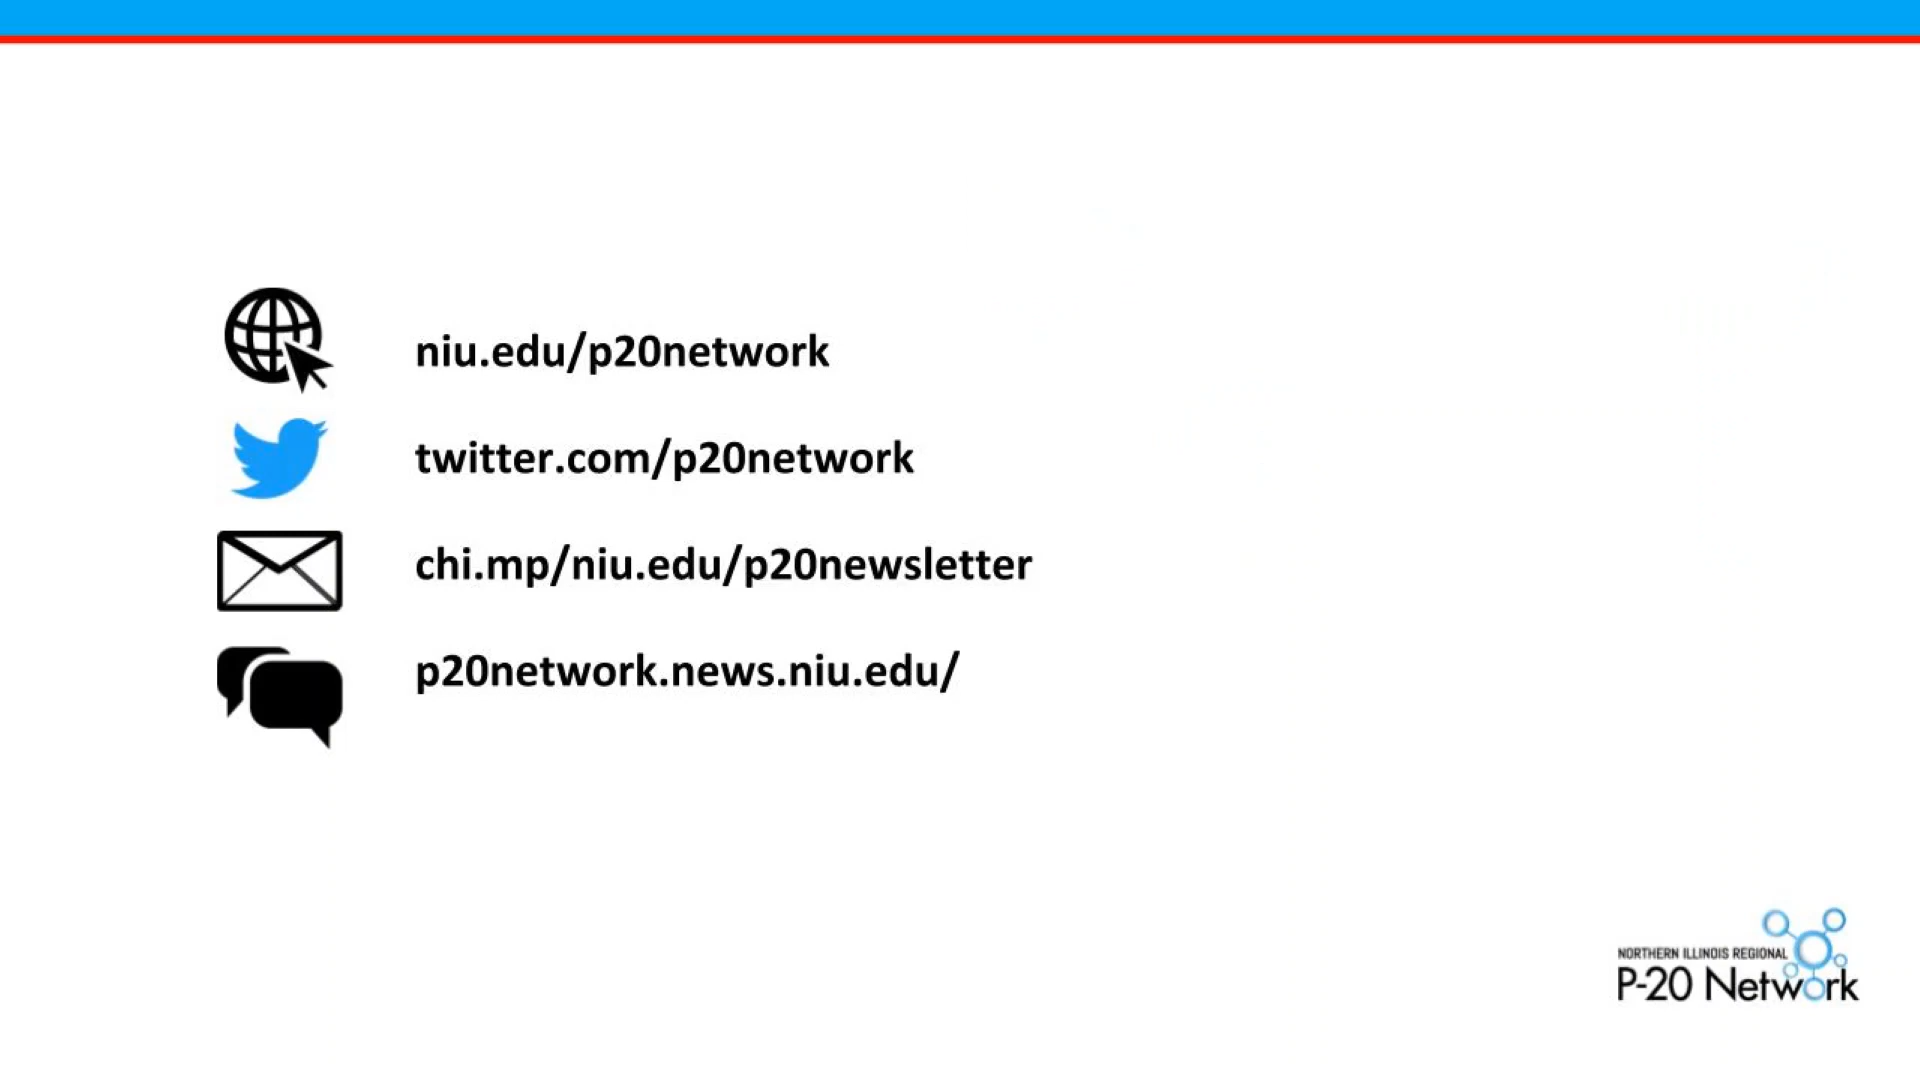 niu.edu/p20network
twitter.com/p20network
chi.mp/niu.edu/p20newsletter
p20network.news.niu.edu/
NORTHERN ILLINOIS REGIONAL
P-20 Network